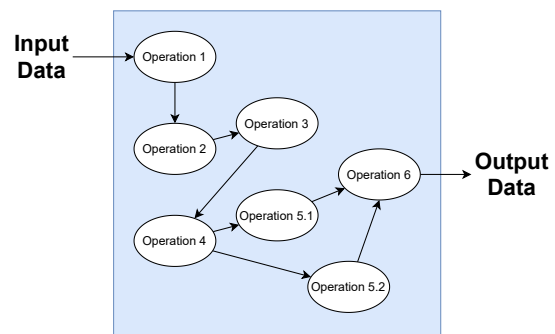 Input
Data
Operation 1
Operation 2
Operation 3
Operation 4
Operation 5.1
Operation 5.2
Operation 6
Output
Data